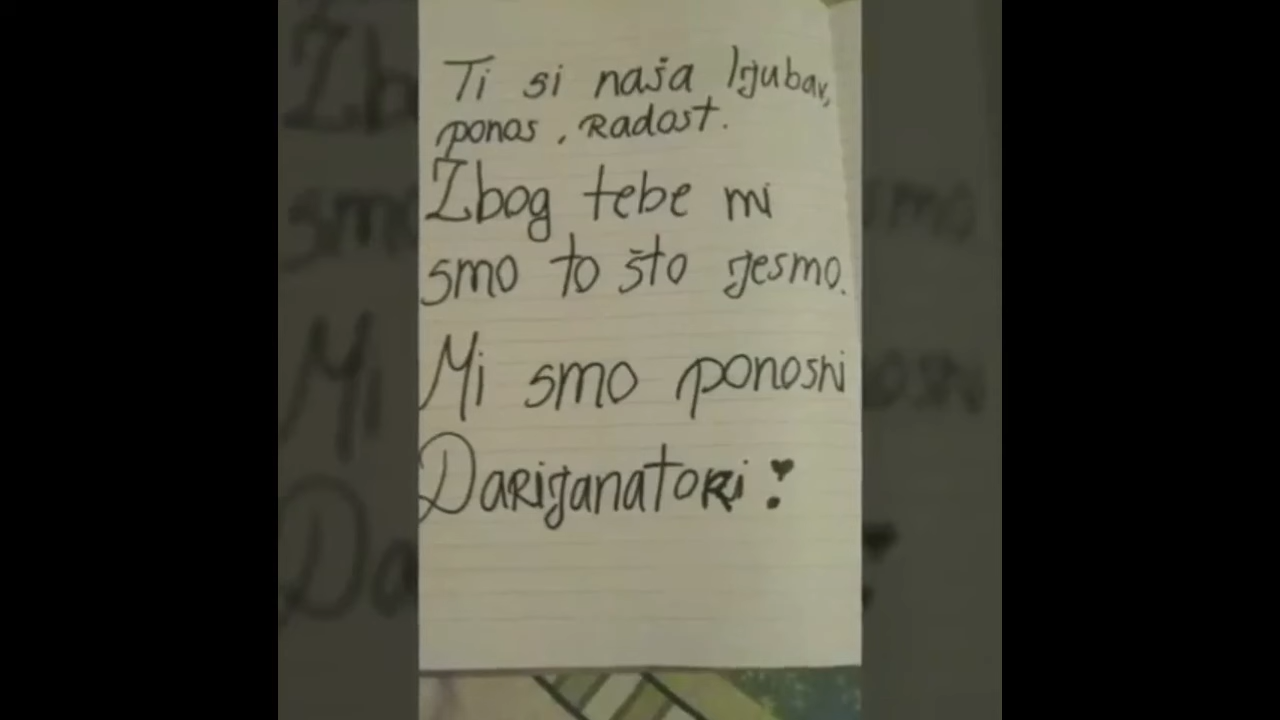 Ti si naša ljubav,
ponos, Radost.
Zbog tebe mi
smo to što jesmo.
Mi smo ponosni
Darijanatori